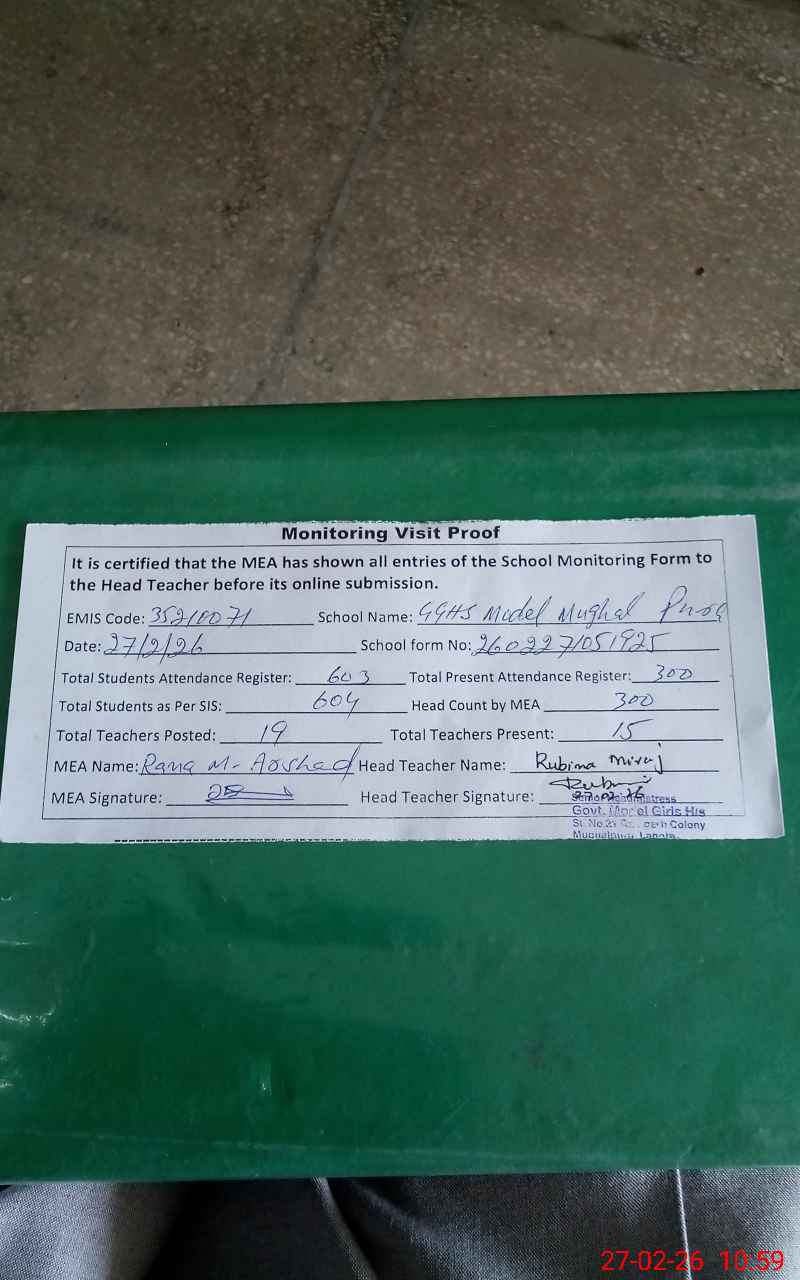 Monitoring Visit Proof
It is certified that the MEA has shown all entries of the School Monitoring Form to
the Head Teacher before its online submission.
EMIS Code: 35210071 School Name: GGHS Model Mughal
Date: 27/2/26 School form No: 260227/051925
Total Students Attendance Register: 603 Total Present Attendance Register: 300
Total Students as Per SIS: 604 Head Count by MEA 300
Total Teachers Posted: 19 Total Teachers Present: 15
MEA Name: Rana M. Arshad Head Teacher Name: Rubina Miraj
MEA Signature: Head Teacher Signature:
Govt. Model Girls His
Colony
27-02-26 10:59